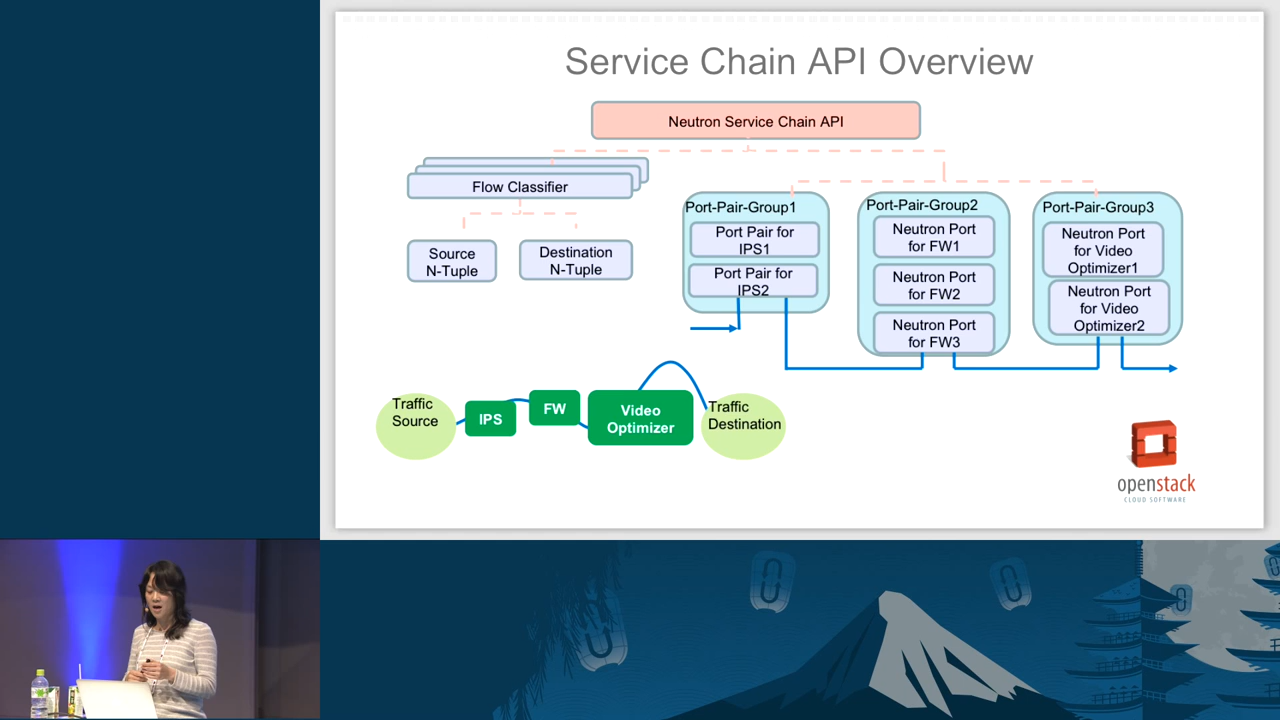 Service Chain API Overview
Neutron Service Chain API
Flow Classifier
Source
N-Tuple
Destination
N-Tuple
Port-Pair-Group1
Port Pair for
IPS1
Port Pair for
IPS2
Port-Pair-Group2
Neutron Port
for FW1
Neutron Port
for FW2
Neutron Port
for FW3
Port-Pair-Group3
Neutron Port
for Video
Optimizer1
Neutron Port
for Video
Optimizer2
Traffic
Source
IPS
FW
Video
Optimizer
Traffic
Destination
openstack
CLOUD SOFTWARE